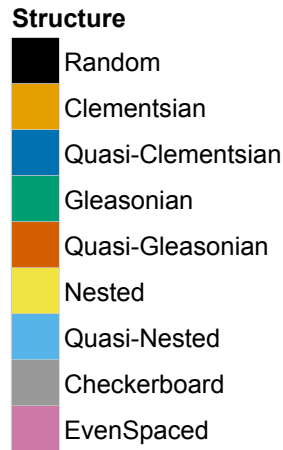 Structure
Random
Clementsian
Quasi-Clementsian
Gleasonian
Quasi-Gleasonian
Nested
Quasi-Nested
Checkerboard
EvenSpaced